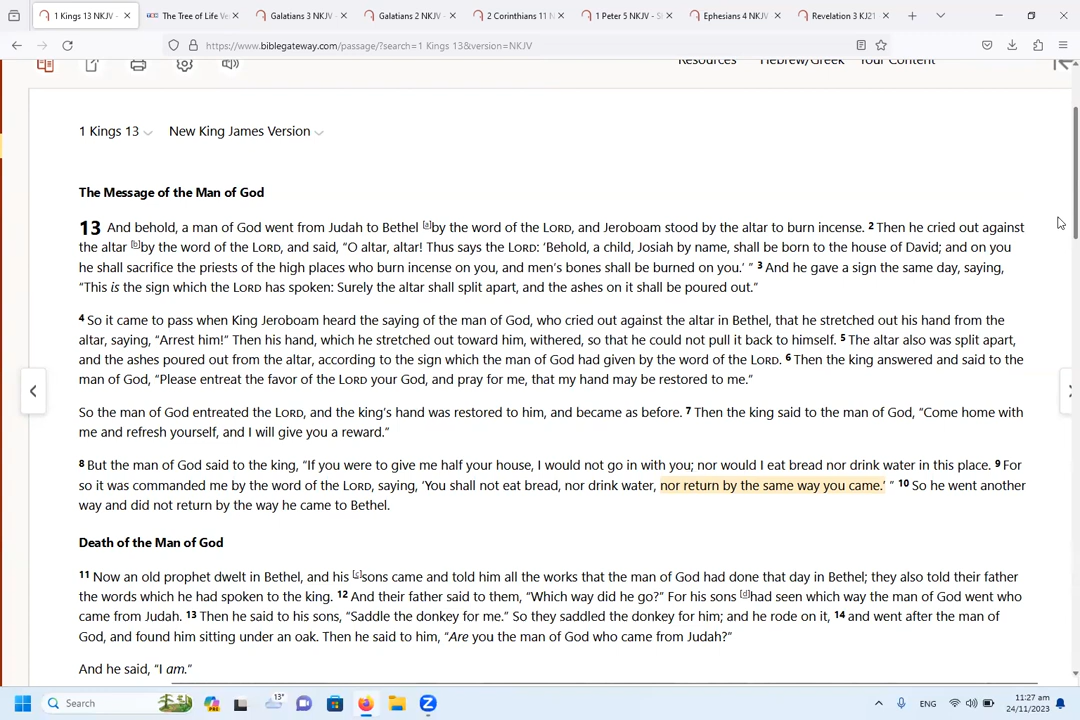 1 Kings 13 NKJV -
The Tree of Life Ve
Galatians 3 NKJV -
Galatians 2 NKJV -
2 Corinthians 11 N
1 Peter 5 NKJV - S
Ephesians 4 NKJV
Revelation 3 KJ21
https://www.biblegateway.com/passage/?search=1 Kings 13&version=NKJV
Resources Hebrew/Greek Your Content
1 Kings 13 New King James Version
The Message of the Man of God
13 And behold, a man of God went from Judah to Bethel [a]by the word of the LORD, and Jeroboam stood by the altar to burn incense. 2 Then he cried out against
the altar [b]by the word of the LORD, and said, “O altar, altar! Thus says the LORD: ‘Behold, a child, Josiah by name, shall be born to the house of David; and on you
he shall sacrifice the priests of the high places who burn incense on you, and men’s bones shall be burned on you.’ ” 3 And he gave a sign the same day, saying,
“This is the sign which the LORD has spoken: Surely the altar shall split apart, and the ashes on it shall be poured out.”
4 So it came to pass when King Jeroboam heard the saying of the man of God, who cried out against the altar in Bethel, that he stretched out his hand from the
altar, saying, “Arrest him!” Then his hand, which he stretched out toward him, withered, so that he could not pull it back to himself. 5 The altar also was split apart,
and the ashes poured out from the altar, according to the sign which the man of God had given by the word of the LORD. 6 Then the king answered and said to the
man of God, “Please entreat the favor of the LORD your God, and pray for me, that my hand may be restored to me.”
So the man of God entreated the LORD, and the king’s hand was restored to him, and became as before. 7 Then the king said to the man of God, “Come home with
me and refresh yourself, and I will give you a reward.”
8 But the man of God said to the king, “If you were to give me half your house, I would not go in with you; nor would I eat bread nor drink water in this place. 9 For
so it was commanded me by the word of the LORD, saying, ‘You shall not eat bread, nor drink water, nor return by the same way you came.’ ” 10 So he went another
way and did not return by the way he came to Bethel.
Death of the Man of God
11 Now an old prophet dwelt in Bethel, and his [c]sons came and told him all the works that the man of God had done that day in Bethel; they also told their father
the words which he had spoken to the king. 12 And their father said to them, “Which way did he go?” For his sons [d]had seen which way the man of God went who
came from Judah. 13 Then he said to his sons, “Saddle the donkey for me.” So they saddled the donkey for him; and he rode on it, 14 and went after the man of
God, and found him sitting under an oak. Then he said to him, “Are you the man of God who came from Judah?”
And he said, “I am.”
Search
13°
ENG
11:27 am
24/11/2023